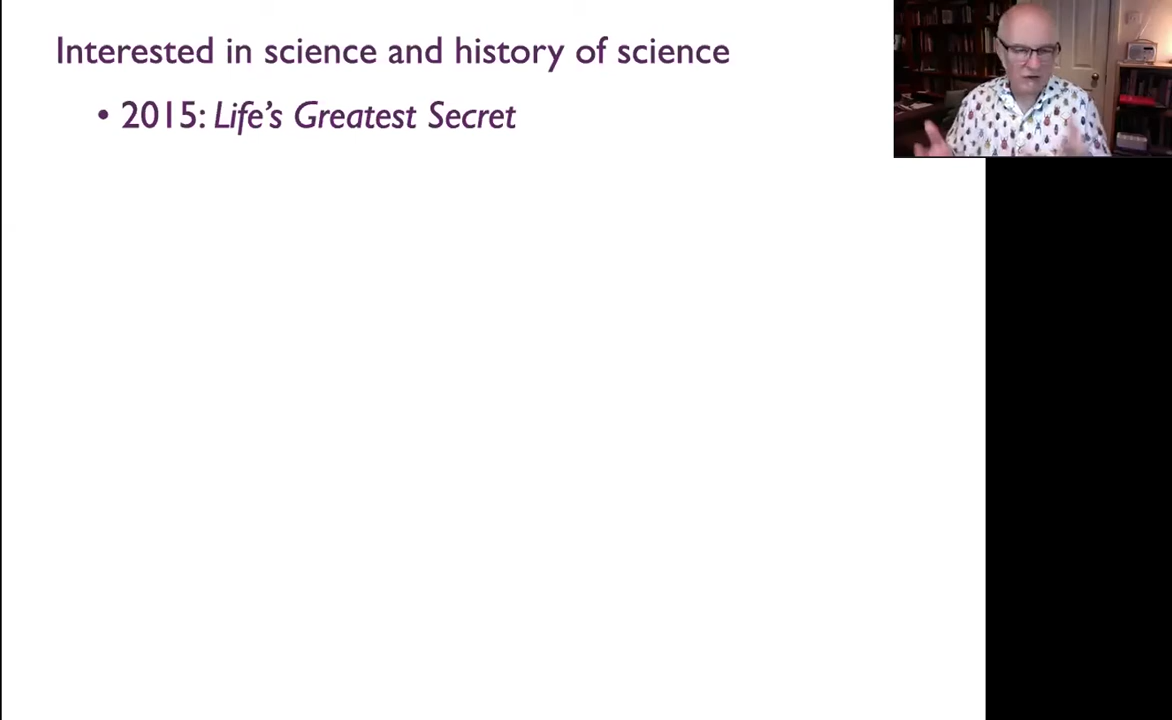 Interested in science and history of science
• 2015: Life's Greatest Secret